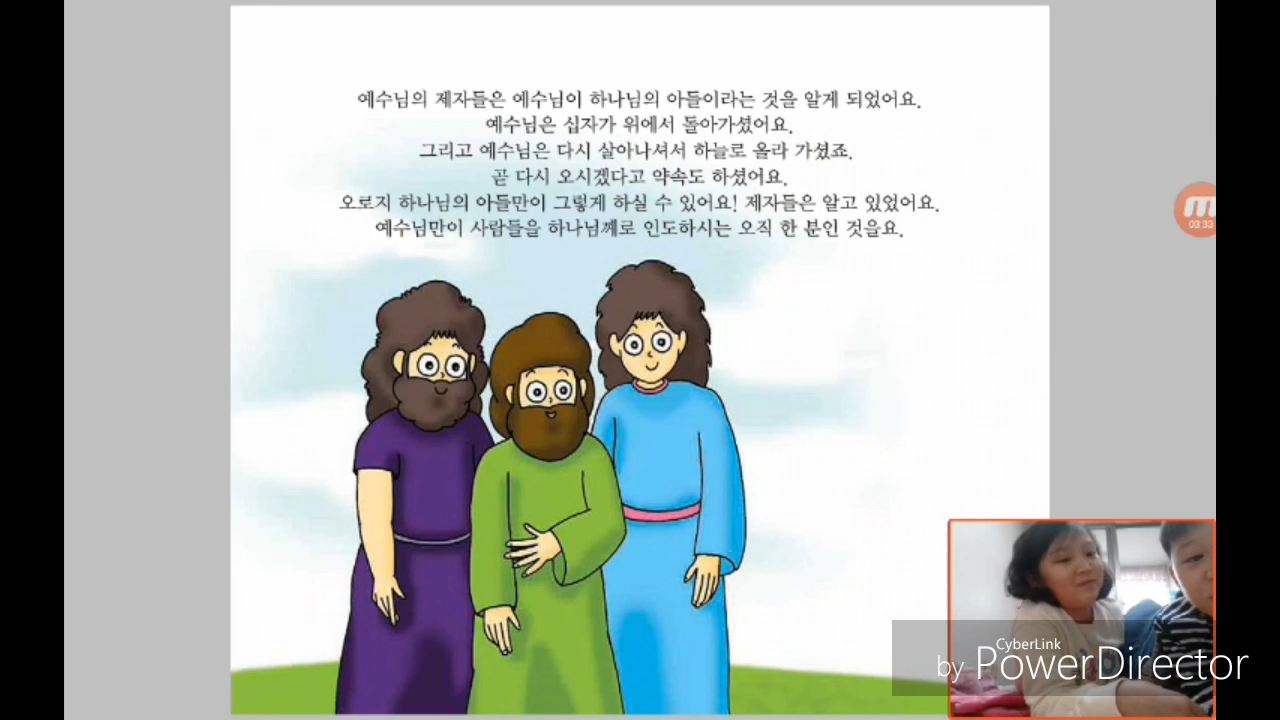 예수님의 제자들은 예수님이 하나님의 아들이라는 것을 알게 되었어요.
예수님은 십자가 위에서 돌아가셨어요.
그리고 예수님은 다시 살아나셔서 하늘로 올라 가셨죠.
곧 다시 오시겠다고 약속도 하셨어요.
오로지 하나님의 아들만이 그렇게 하실 수 있어요! 제자들은 알고 있었어요.
예수님만이 사람들을 하나님께로 인도하시는 오직 한 분인 것을요.
m
03:33
CyberLink
by PowerDirector